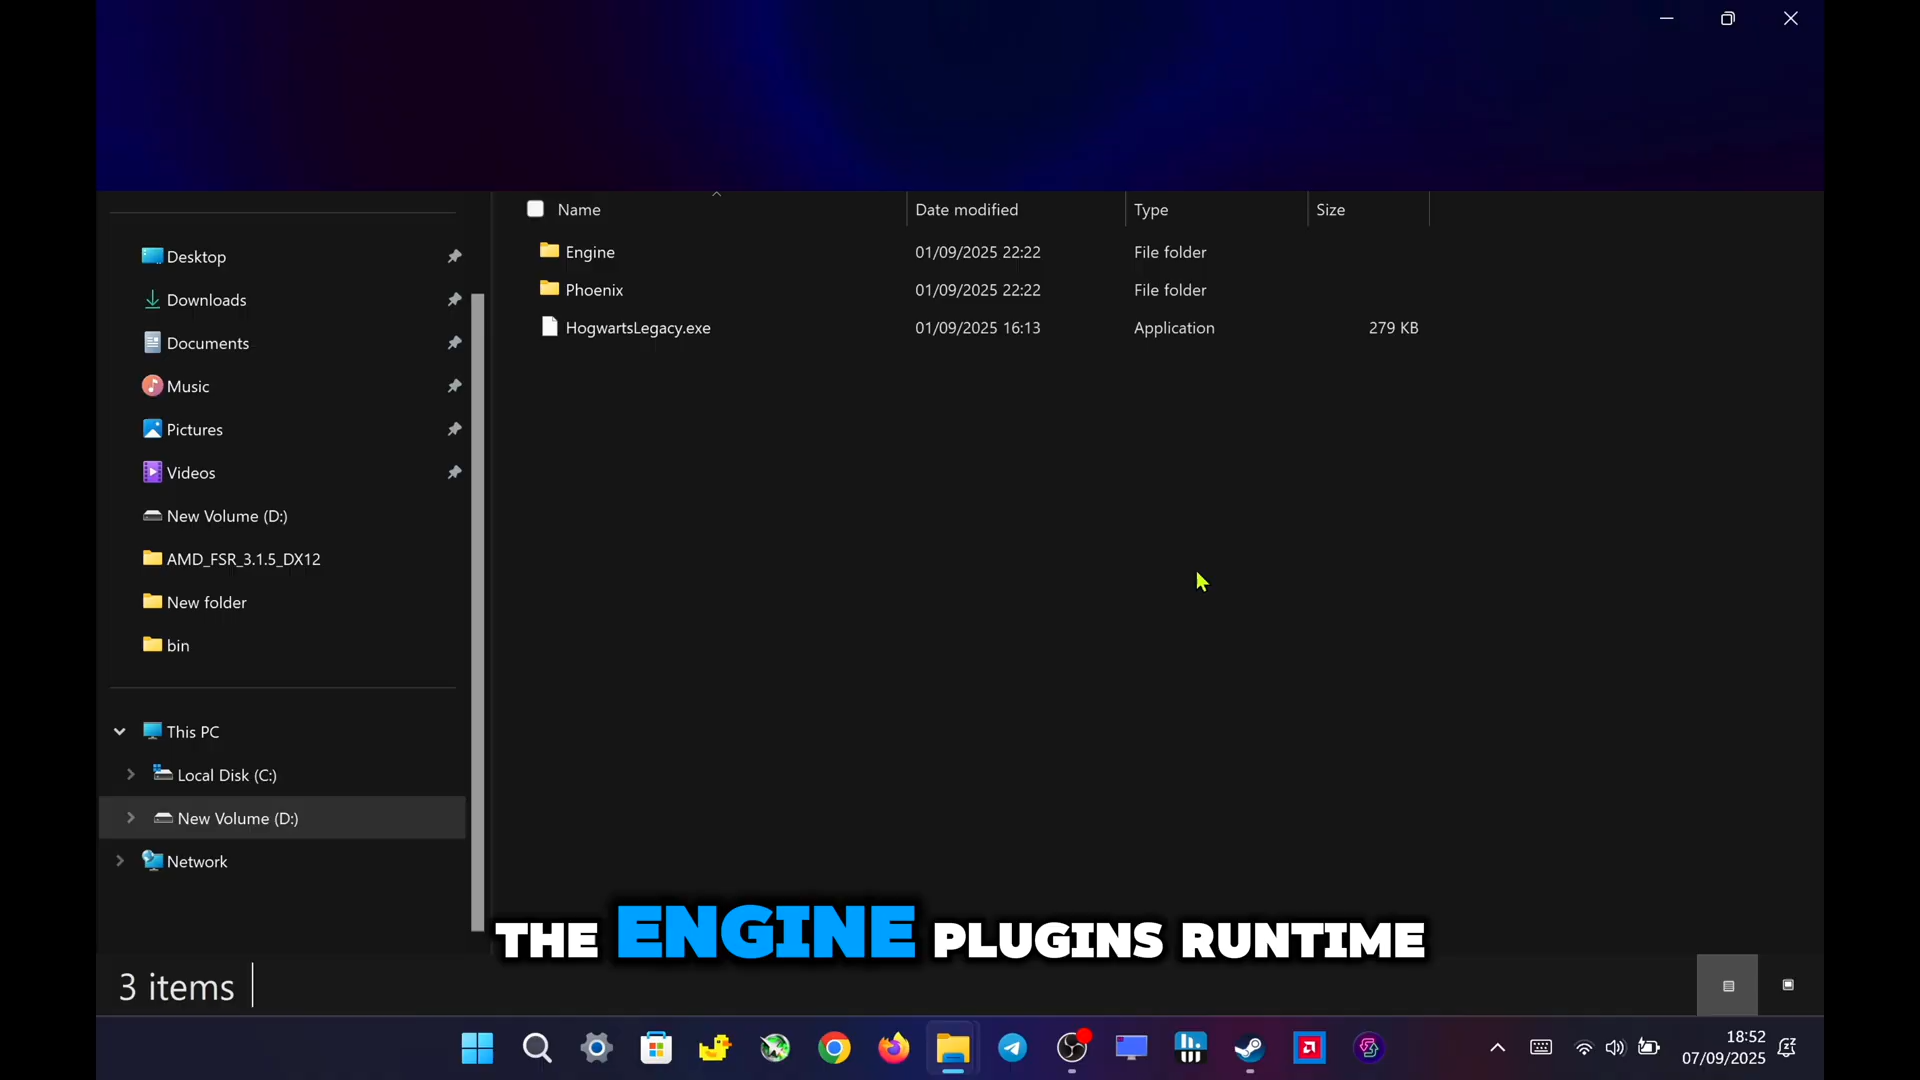 Name Date modified Type Size
Engine 01/09/2025 22:22 File folder
Phoenix 01/09/2025 22:22 File folder
HogwartsLegacy.exe 01/09/2025 16:13 Application 279 KB
Desktop
Downloads
Documents
Music
Pictures
Videos
New Volume (D:)
AMD_FSR_3.1.5_DX12
New folder
bin
This PC
Local Disk (C:)
New Volume (D:)
Network
THE ENGINE PLUGINS RUNTIME
3 items
18:52
07/09/2025